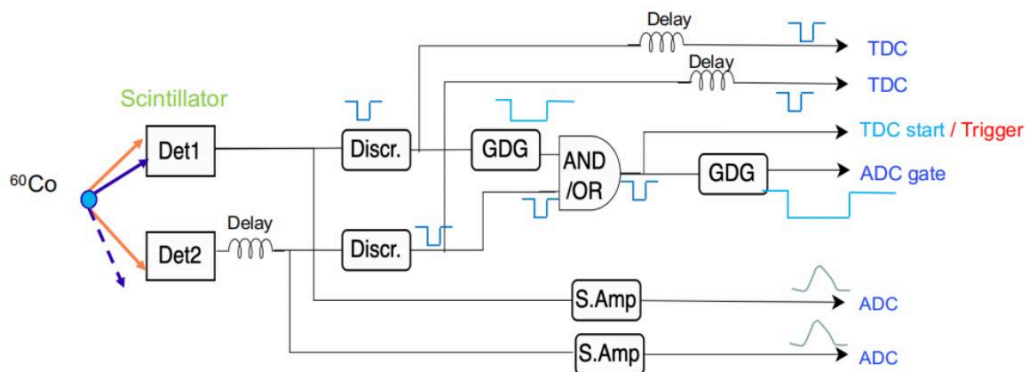 Delay
TDC
Delay
TDC
Scintillator
Det1
Discr.
GDG
AND
/OR
TDC start / Trigger
GDG
ADC gate
⁶⁰Co
Det2
Delay
Discr.
S.Amp
ADC
S.Amp
ADC